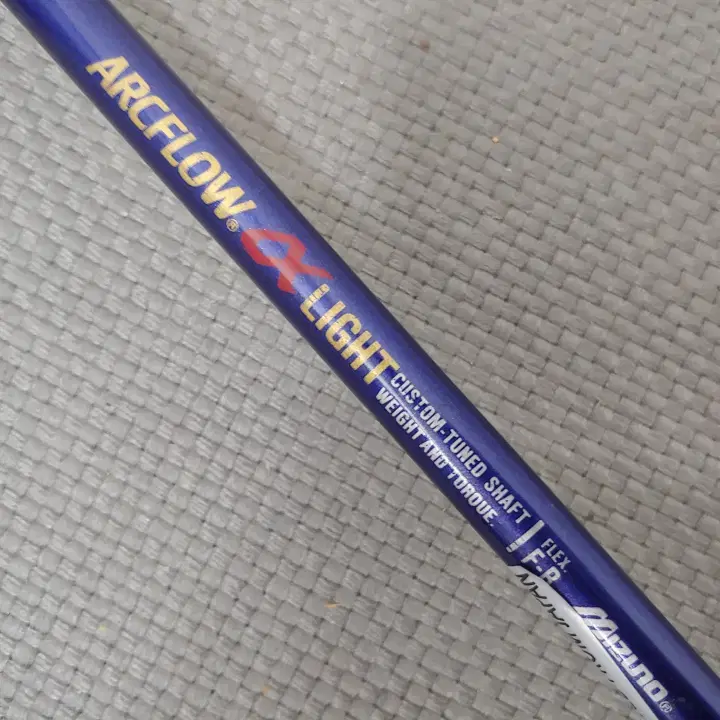 ARCFLOW® α LIGHT
CUSTOM-TUNED SHAFT
WEIGHT AND TORQUE.
FLEX.
F-R
MIZUNO®